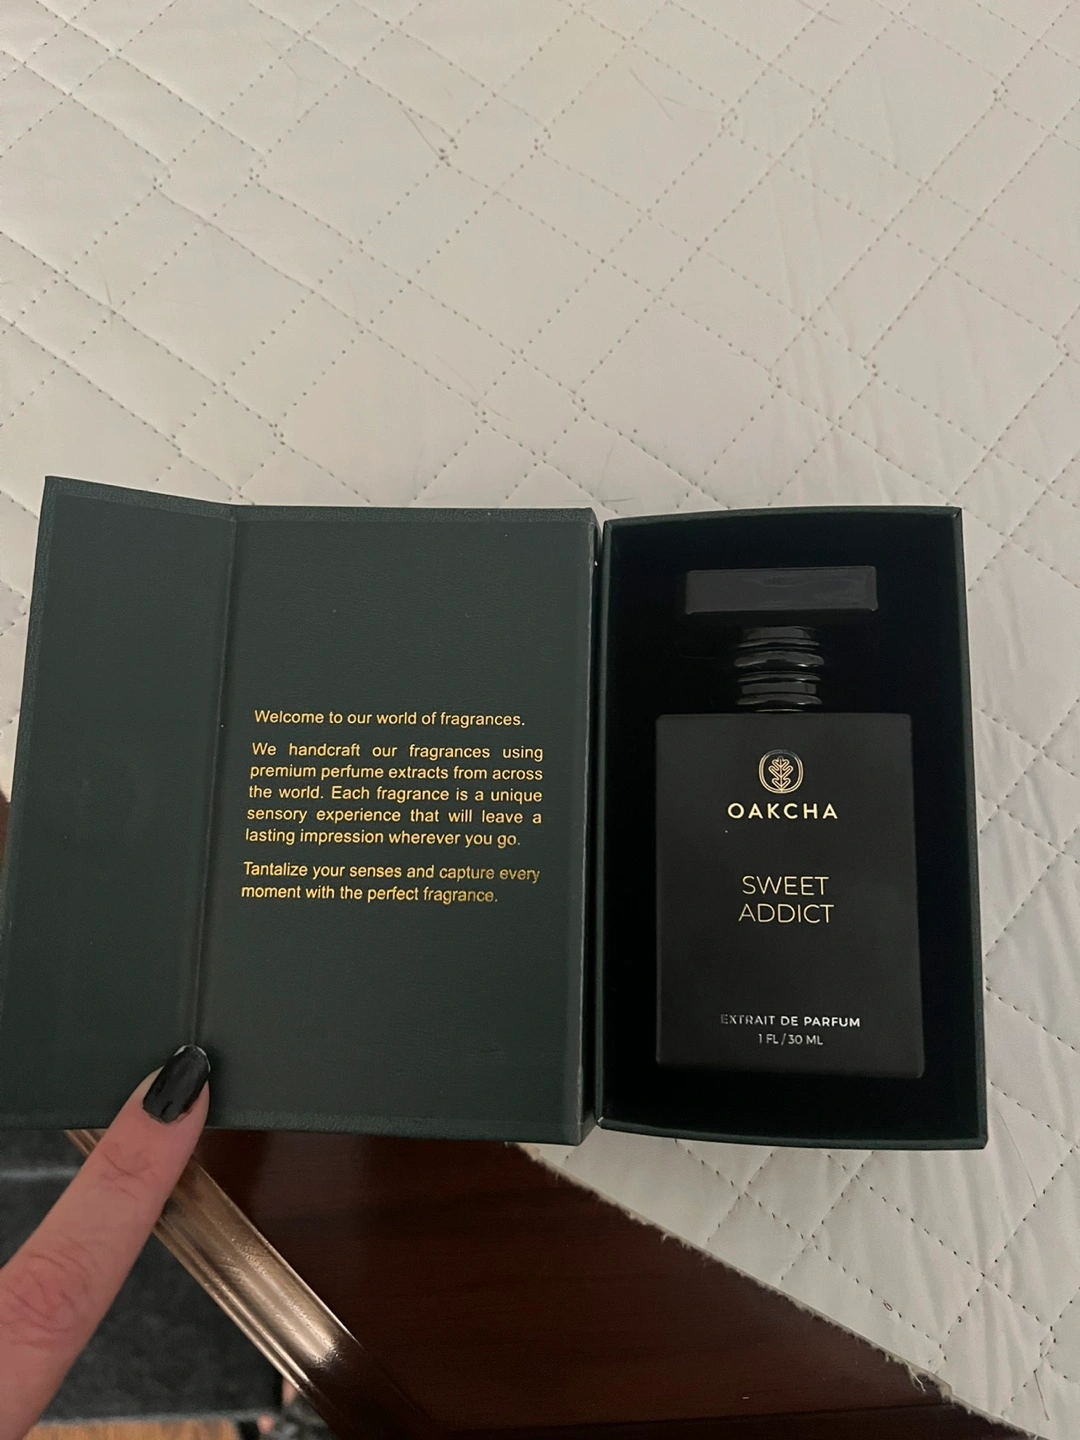 Welcome to our world of fragrances.
We handcraft our fragrances using
premium perfume extracts from across
the world. Each fragrance is a unique
sensory experience that will leave a
lasting impression wherever you go.
Tantalize your senses and capture every
moment with the perfect fragrance.
OAKCHA
SWEET
ADDICT
EXTRAIT DE PARFUM
1 FL / 30 ML